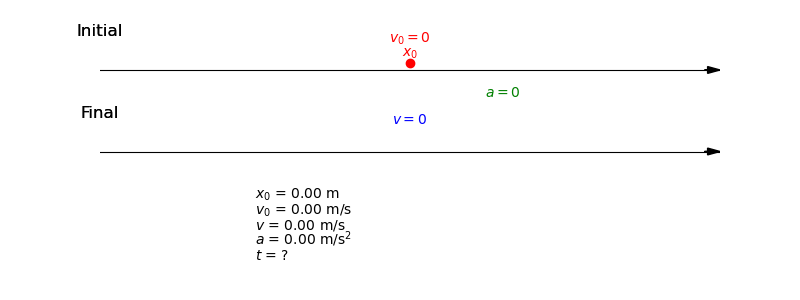 Initial
v₀ = 0
x₀
a = 0
Final
v = 0
x₀ = 0.00 m
v₀ = 0.00 m/s
v = 0.00 m/s
a = 0.00 m/s²
t = ?